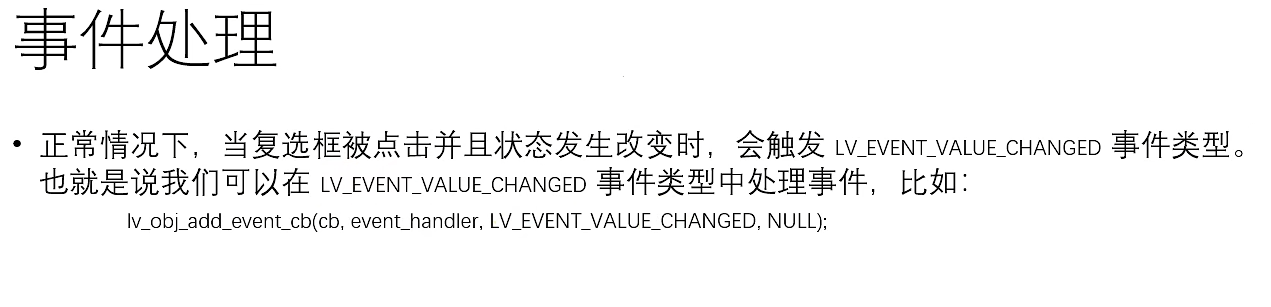 事件处理
• 正常情况下，当复选框被点击并且状态发生改变时，会触发 LV_EVENT_VALUE_CHANGED 事件类型。
也就是说我们可以在 LV_EVENT_VALUE_CHANGED 事件类型中处理事件，比如：
lv_obj_add_event_cb(cb, event_handler, LV_EVENT_VALUE_CHANGED, NULL);